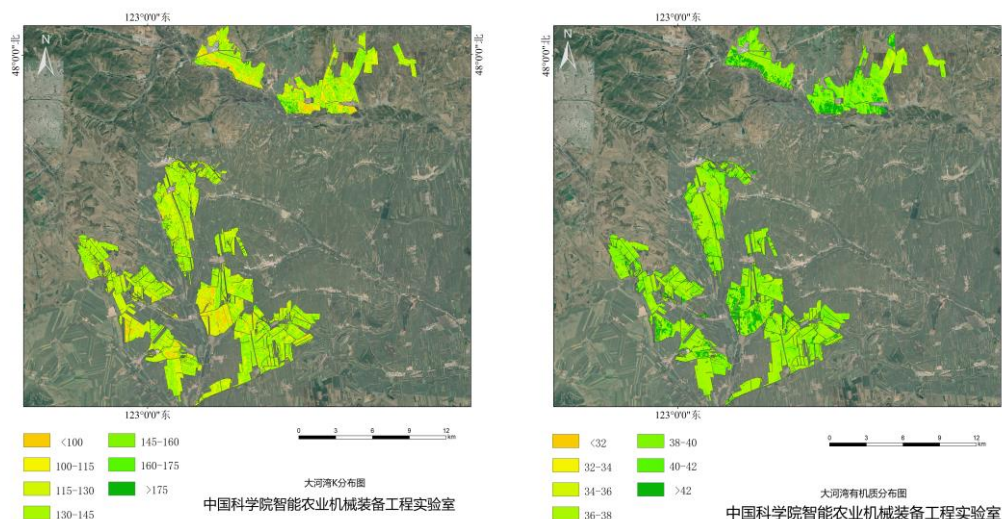 123°0'0"东
48°0'0"北
48°0'0"北
N
123°0'0"东
<100
100-115
115-130
130-145
145-160
160-175
>175
0 3 6 9 12
km
大河湾K分布图
中国科学院智能农业机械装备工程实验室
123°0'0"东
48°0'0"北
N
123°0'0"东
<32
32-34
34-36
36-38
38-40
40-42
>42
0 3 6 9 12
km
大河湾有机质分布图
中国科学院智能农业机械装备工程实验室